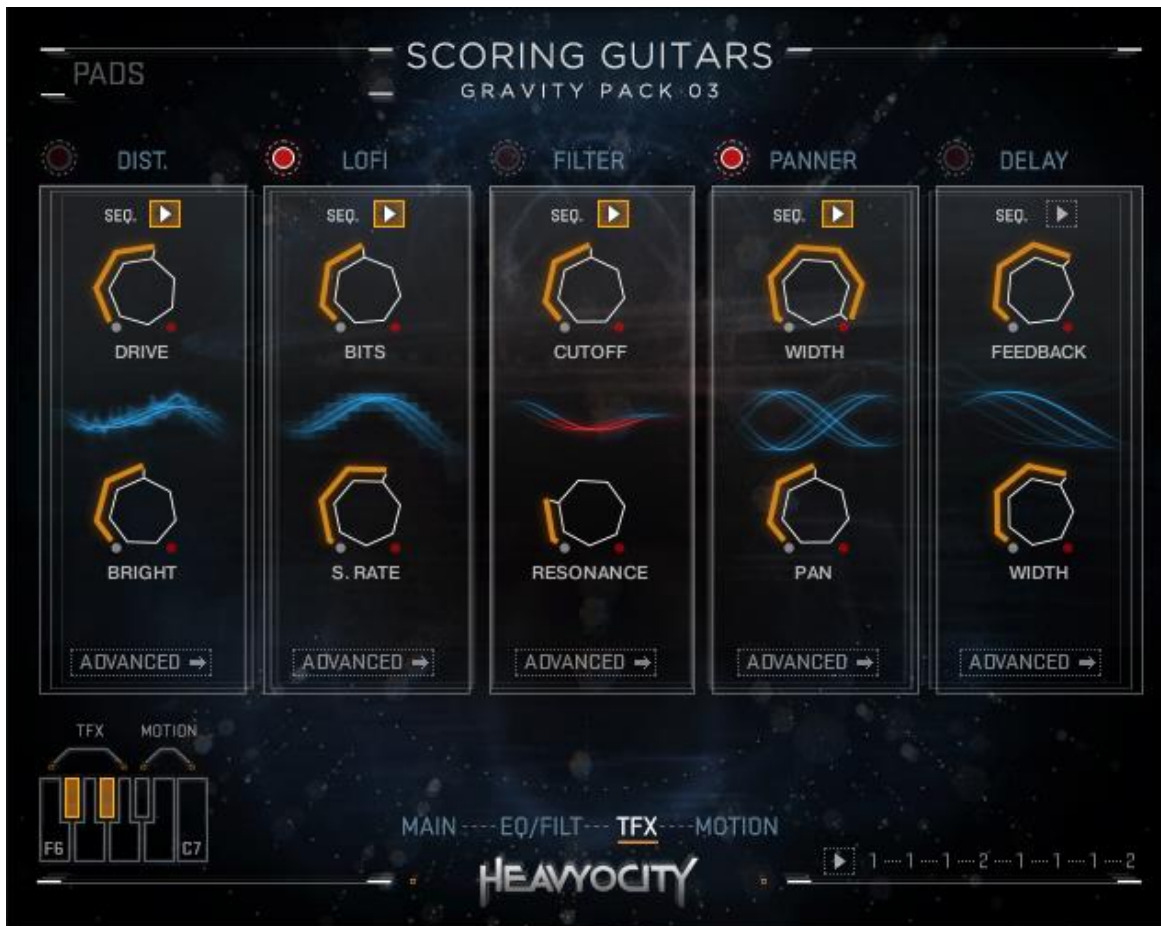 SCORING GUITARS
PADS
GRAVITY PACK 03
DIST. LOFI FILTER PANNER DELAY
SEQ. SEQ. SEQ. SEQ. SEQ.
DRIVE BITS CUTOFF WIDTH FEEDBACK
BRIGHT S. RATE RESONANCE PAN WIDTH
ADVANCED ADVANCED ADVANCED ADVANCED ADVANCED
TFX MOTION
MAIN EQ/FILT TFX MOTION
F6 C7
1 1 1 2 1 1 1 2
HEAVYOCITY